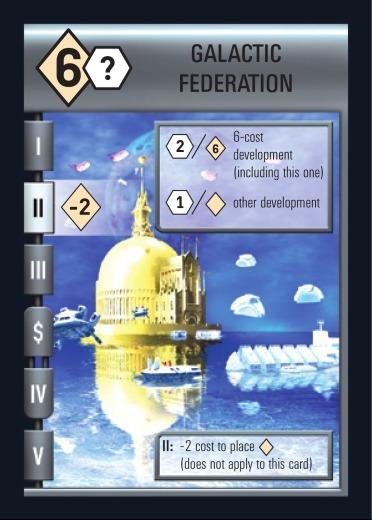 6 ?
GALACTIC
FEDERATION
I
II -2
III
$
IV
V
2 / 6 6-cost
development
(including this one)
1 / other development
II: -2 cost to place
(does not apply to this card)